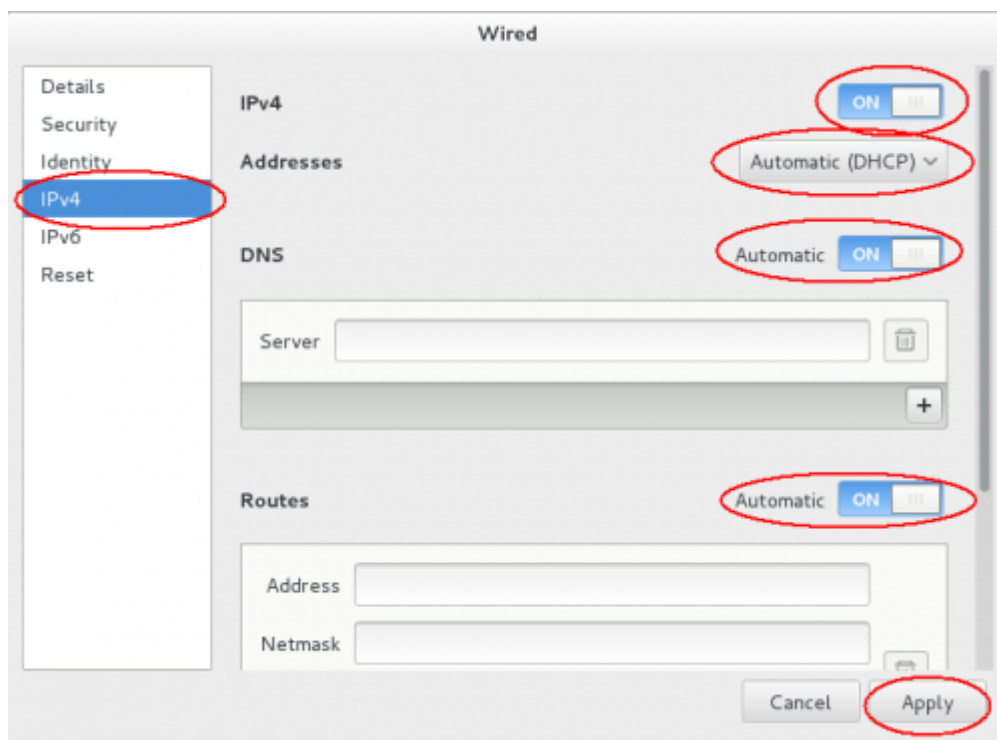 Wired
Details
Security
Identity
IPv4
IPv6
Reset
IPv4 ON
Addresses Automatic (DHCP)
DNS Automatic ON
Server
+
Routes Automatic ON
Address
Netmask
Cancel Apply